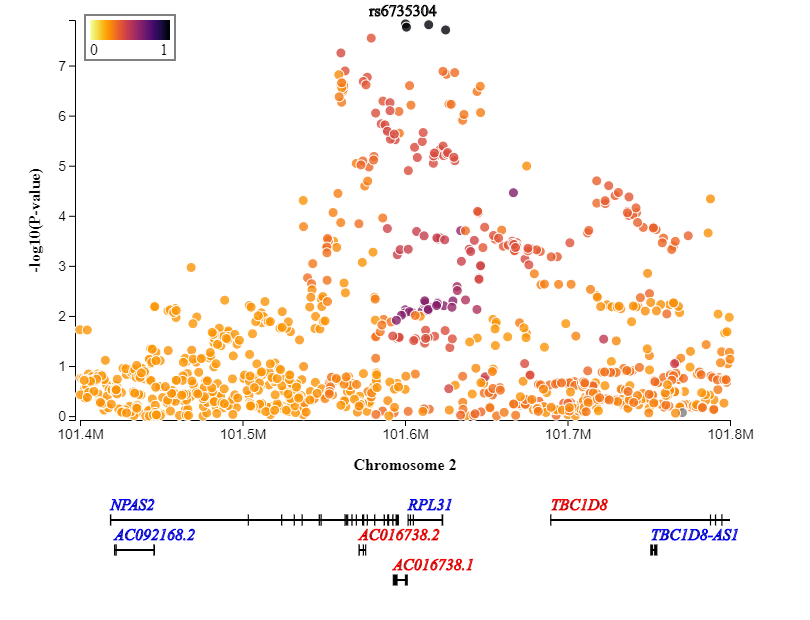 rs6735304
0 1
7
6
5
4
3
2
1
0
-log10(P-value)
101.4M 101.5M 101.6M 101.7M 101.8M
Chromosome 2
NPAS2 RPL31 TBC1D8
AC092168.2 AC016738.2 TBC1D8-AS1
AC016738.1